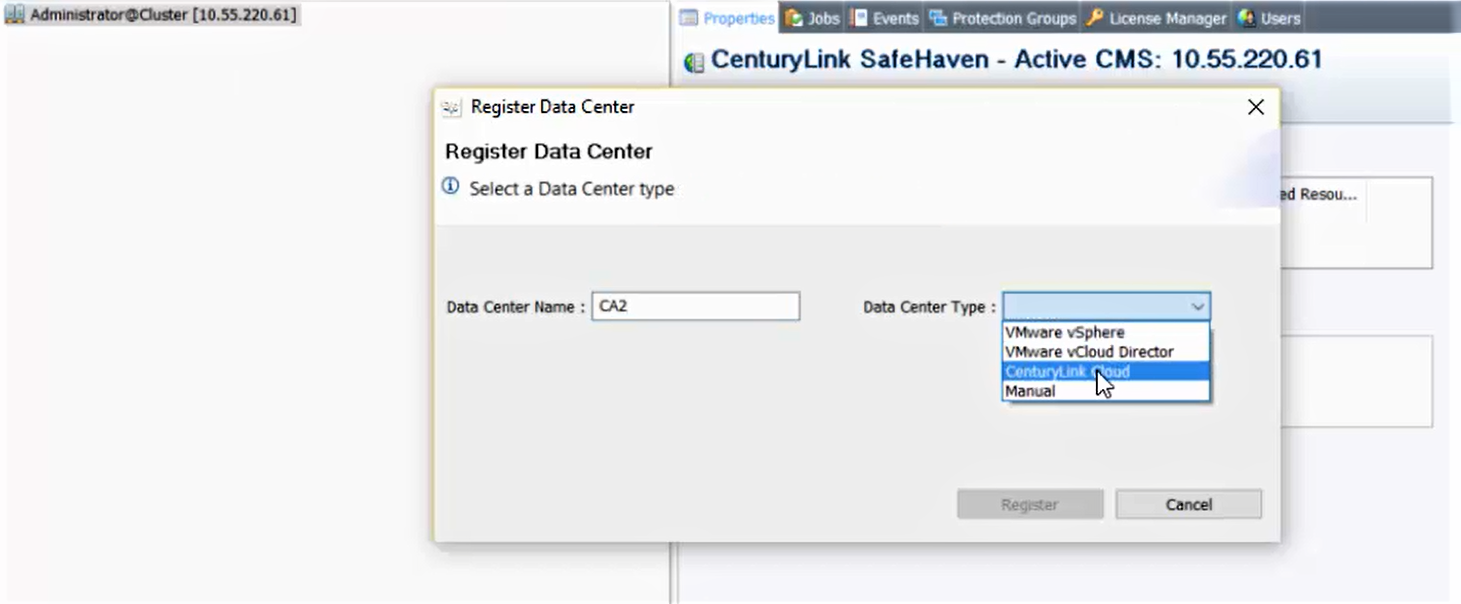 Administrator@Cluster [10.55.220.61]
Properties Jobs Events Protection Groups License Manager Users
CenturyLink SafeHaven - Active CMS: 10.55.220.61
Register Data Center
Register Data Center
Select a Data Center type
ed Resou...
Data Center Name : CA2 Data Center Type :
VMware vSphere
VMware vCloud Director
CenturyLink Cloud
Manual
Register Cancel